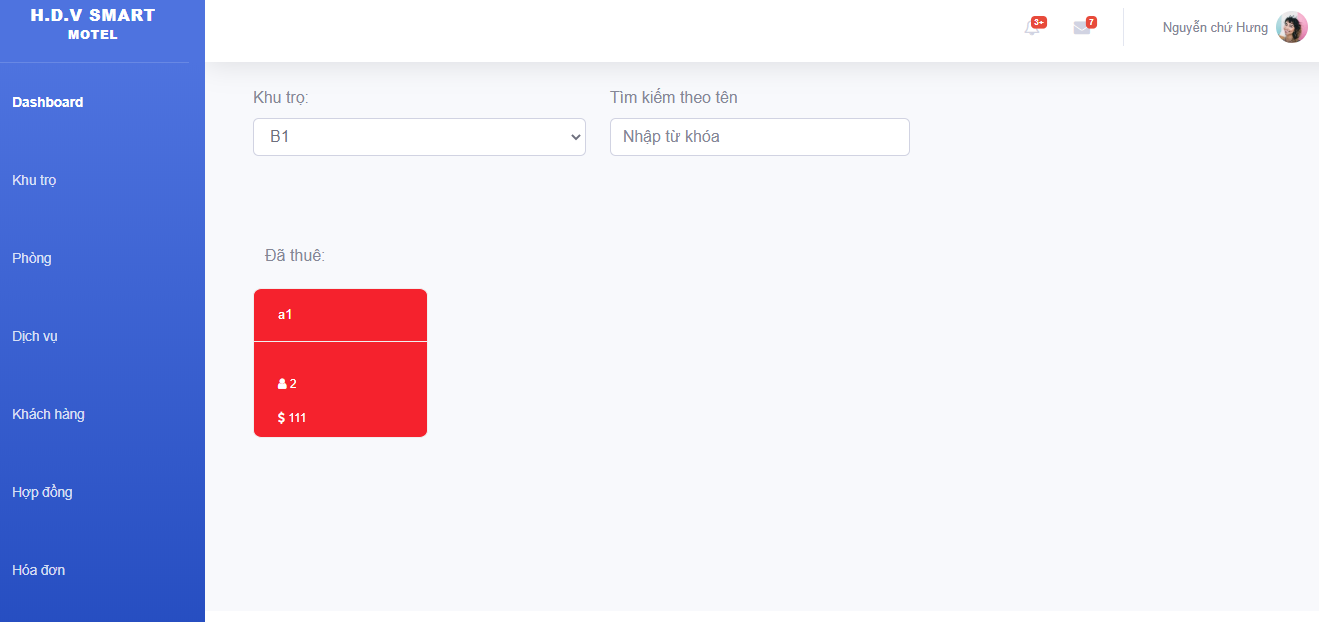 H.D.V SMART
MOTEL
3+
7
Nguyễn chứ Hưng
Dashboard
Khu trọ
Phòng
Dịch vụ
Khách hàng
Hợp đồng
Hóa đơn
Khu trọ:
Tìm kiếm theo tên
B1
Nhập từ khóa
Đã thuê:
a1
2
$ 111